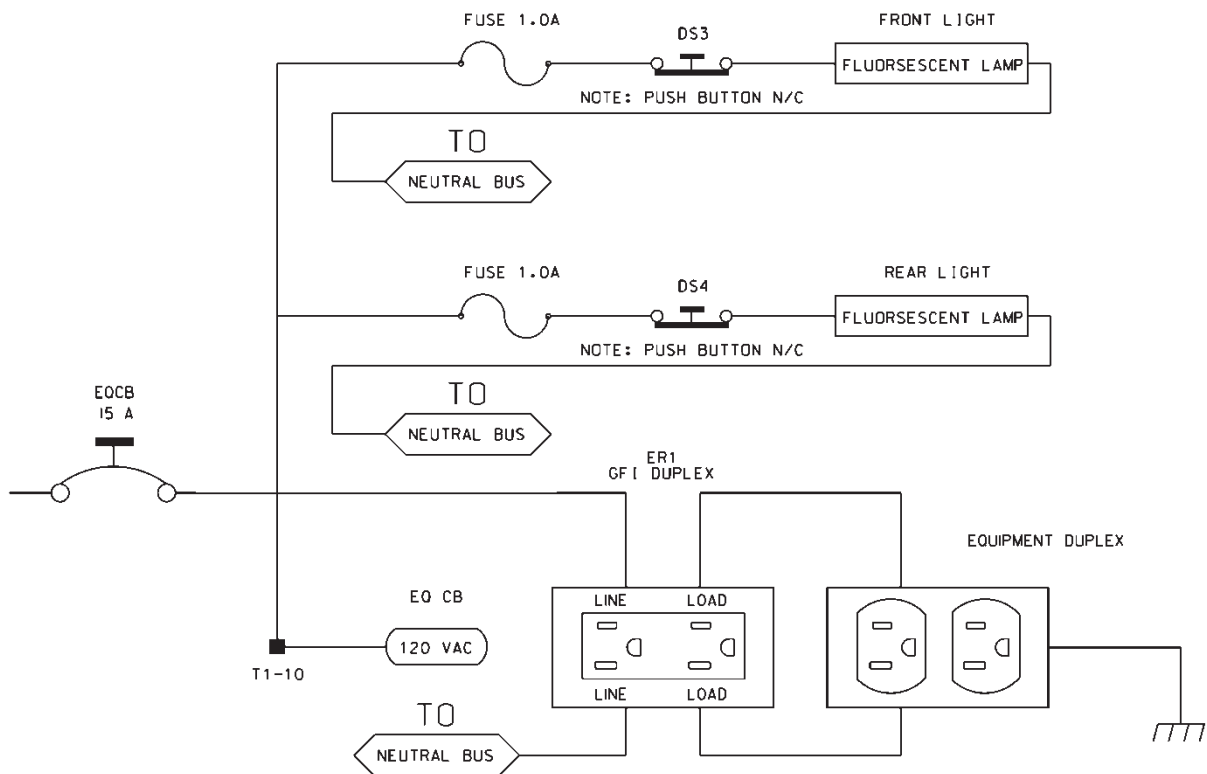 FUSE 1.0A
DS3
FRONT LIGHT
FLUORSESCENT LAMP
NOTE: PUSH BUTTON N/C
TO
NEUTRAL BUS
FUSE 1.0A
DS4
REAR LIGHT
FLUORSESCENT LAMP
NOTE: PUSH BUTTON N/C
TO
NEUTRAL BUS
EQCB
15 A
ER1
GFI DUPLEX
EQUIPMENT DUPLEX
LINE LOAD
EQ CB
120 VAC
T1-10
LINE LOAD
TO
NEUTRAL BUS